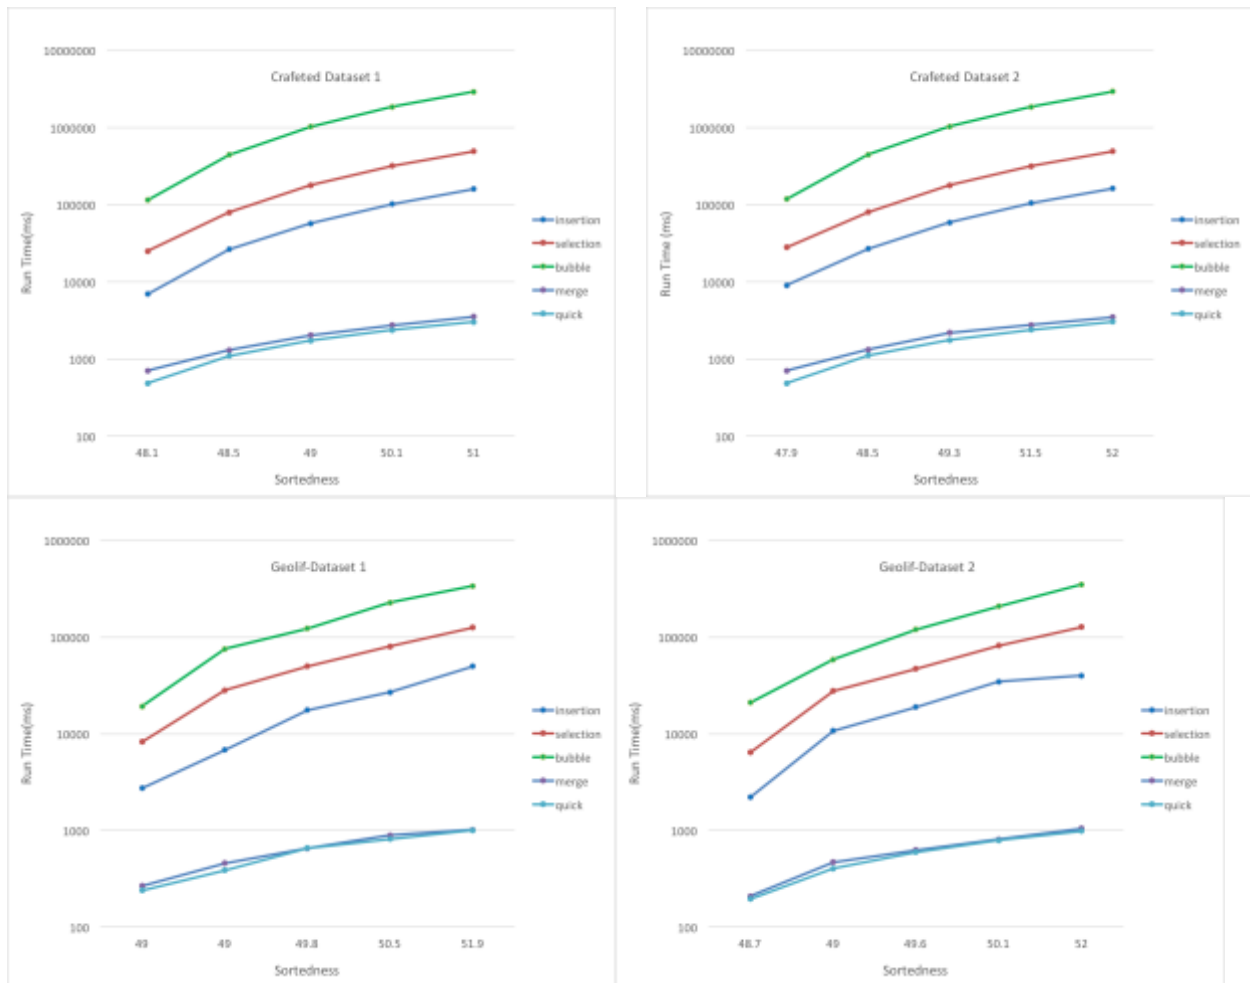 Crafeted Dataset 1
10000000
1000000
100000
10000
1000
100
Run Time(ms)
48.1 48.5 49 50.1 51
Sortedness
insertion
selection
bubble
merge
quick
Crafeted Dataset 2
10000000
1000000
100000
10000
1000
100
Run Time (ms)
47.9 48.5 49.3 51.5 52
Sortedness
insertion
selection
bubble
merge
quick
Geolif-Dataset 1
1000000
100000
10000
1000
100
Run Time(ms)
49 49 49.8 50.5 51.9
Sortedness
insertion
selection
bubble
merge
quick
Geolif-Dataset 2
1000000
100000
10000
1000
100
Run Time(ms)
48.7 49 49.6 50.1 52
Sortedness
insertion
selection
bubble
merge
quick